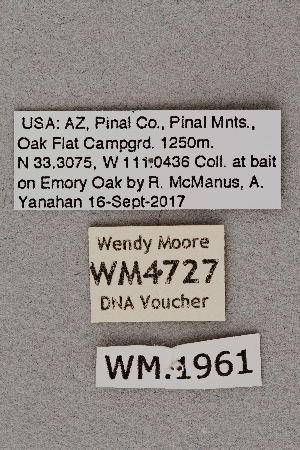 USA: AZ, Pinal Co., Pinal Mnts.,
Oak Flat Campgrd. 1250m.
N 33.3075, W 111.0436 Coll. at bait
on Emory Oak by R. McManus, A.
Yanahan 16-Sept-2017
Wendy Moore
WM4727
DNA Voucher
WM.1961